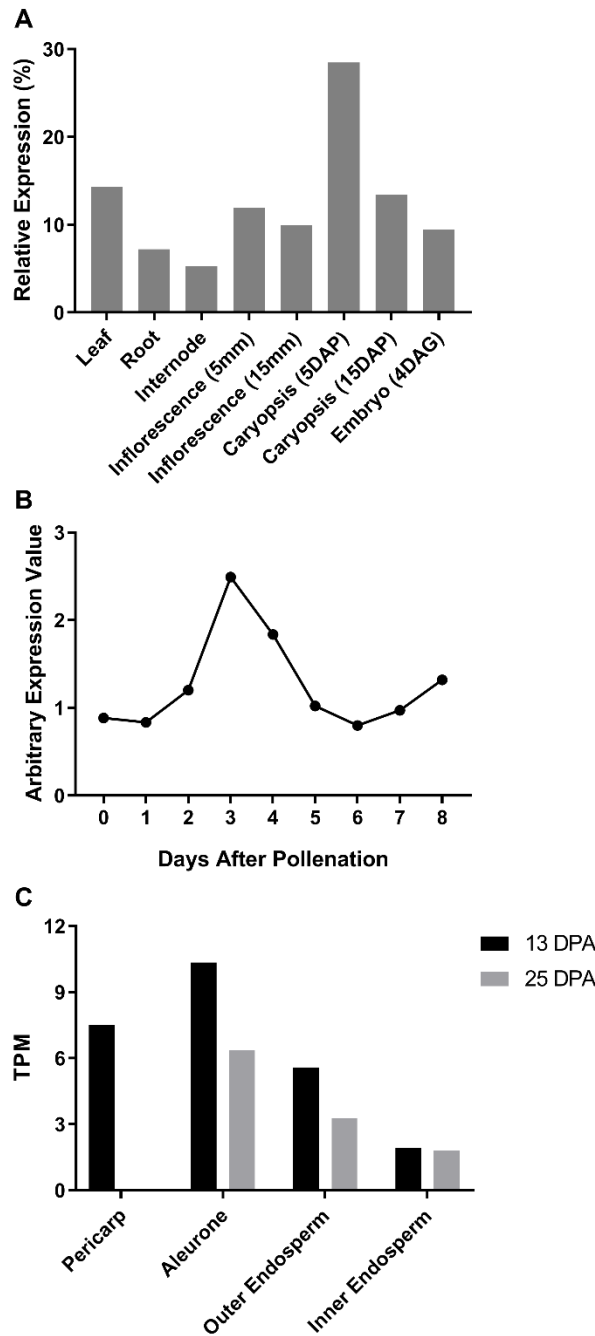 A
Relative Expression (%)
30
20
10
0
Leaf
Root
Internode
Inflorescence (5mm)
Inflorescence (15mm)
Caryopsis (5DAP)
Caryopsis (15DAP)
Embryo (4DAG)
B
Arbitrary Expression Value
3
2
1
0
0 1 2 3 4 5 6 7 8
Days After Pollenation
C
TPM
12
9
6
3
0
13 DPA
25 DPA
Pericarp
Aleurone
Outer Endosperm
Inner Endosperm